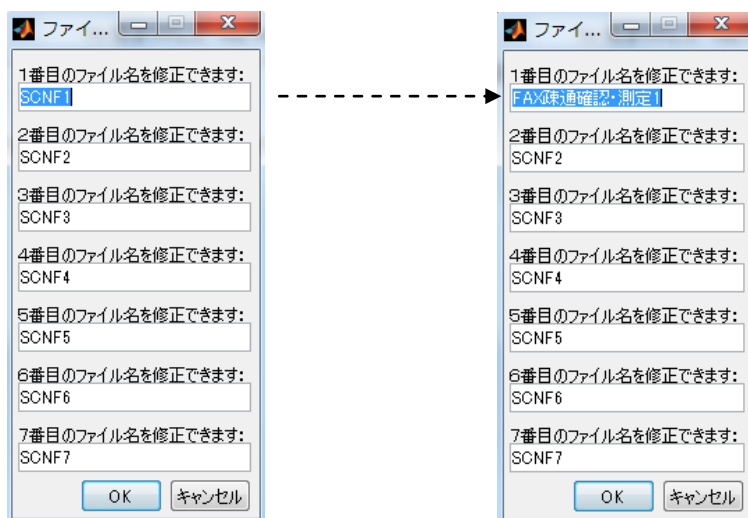 ファイ...
1番目のファイル名を修正できます:
SCNF1
2番目のファイル名を修正できます:
SCNF2
3番目のファイル名を修正できます:
SCNF3
4番目のファイル名を修正できます:
SCNF4
5番目のファイル名を修正できます:
SCNF5
6番目のファイル名を修正できます:
SCNF6
7番目のファイル名を修正できます:
SCNF7
OK キャンセル
ファイ...
1番目のファイル名を修正できます:
FAX疎通確認・測定1
2番目のファイル名を修正できます:
SCNF2
3番目のファイル名を修正できます:
SCNF3
4番目のファイル名を修正できます:
SCNF4
5番目のファイル名を修正できます:
SCNF5
6番目のファイル名を修正できます:
SCNF6
7番目のファイル名を修正できます:
SCNF7
OK キャンセル